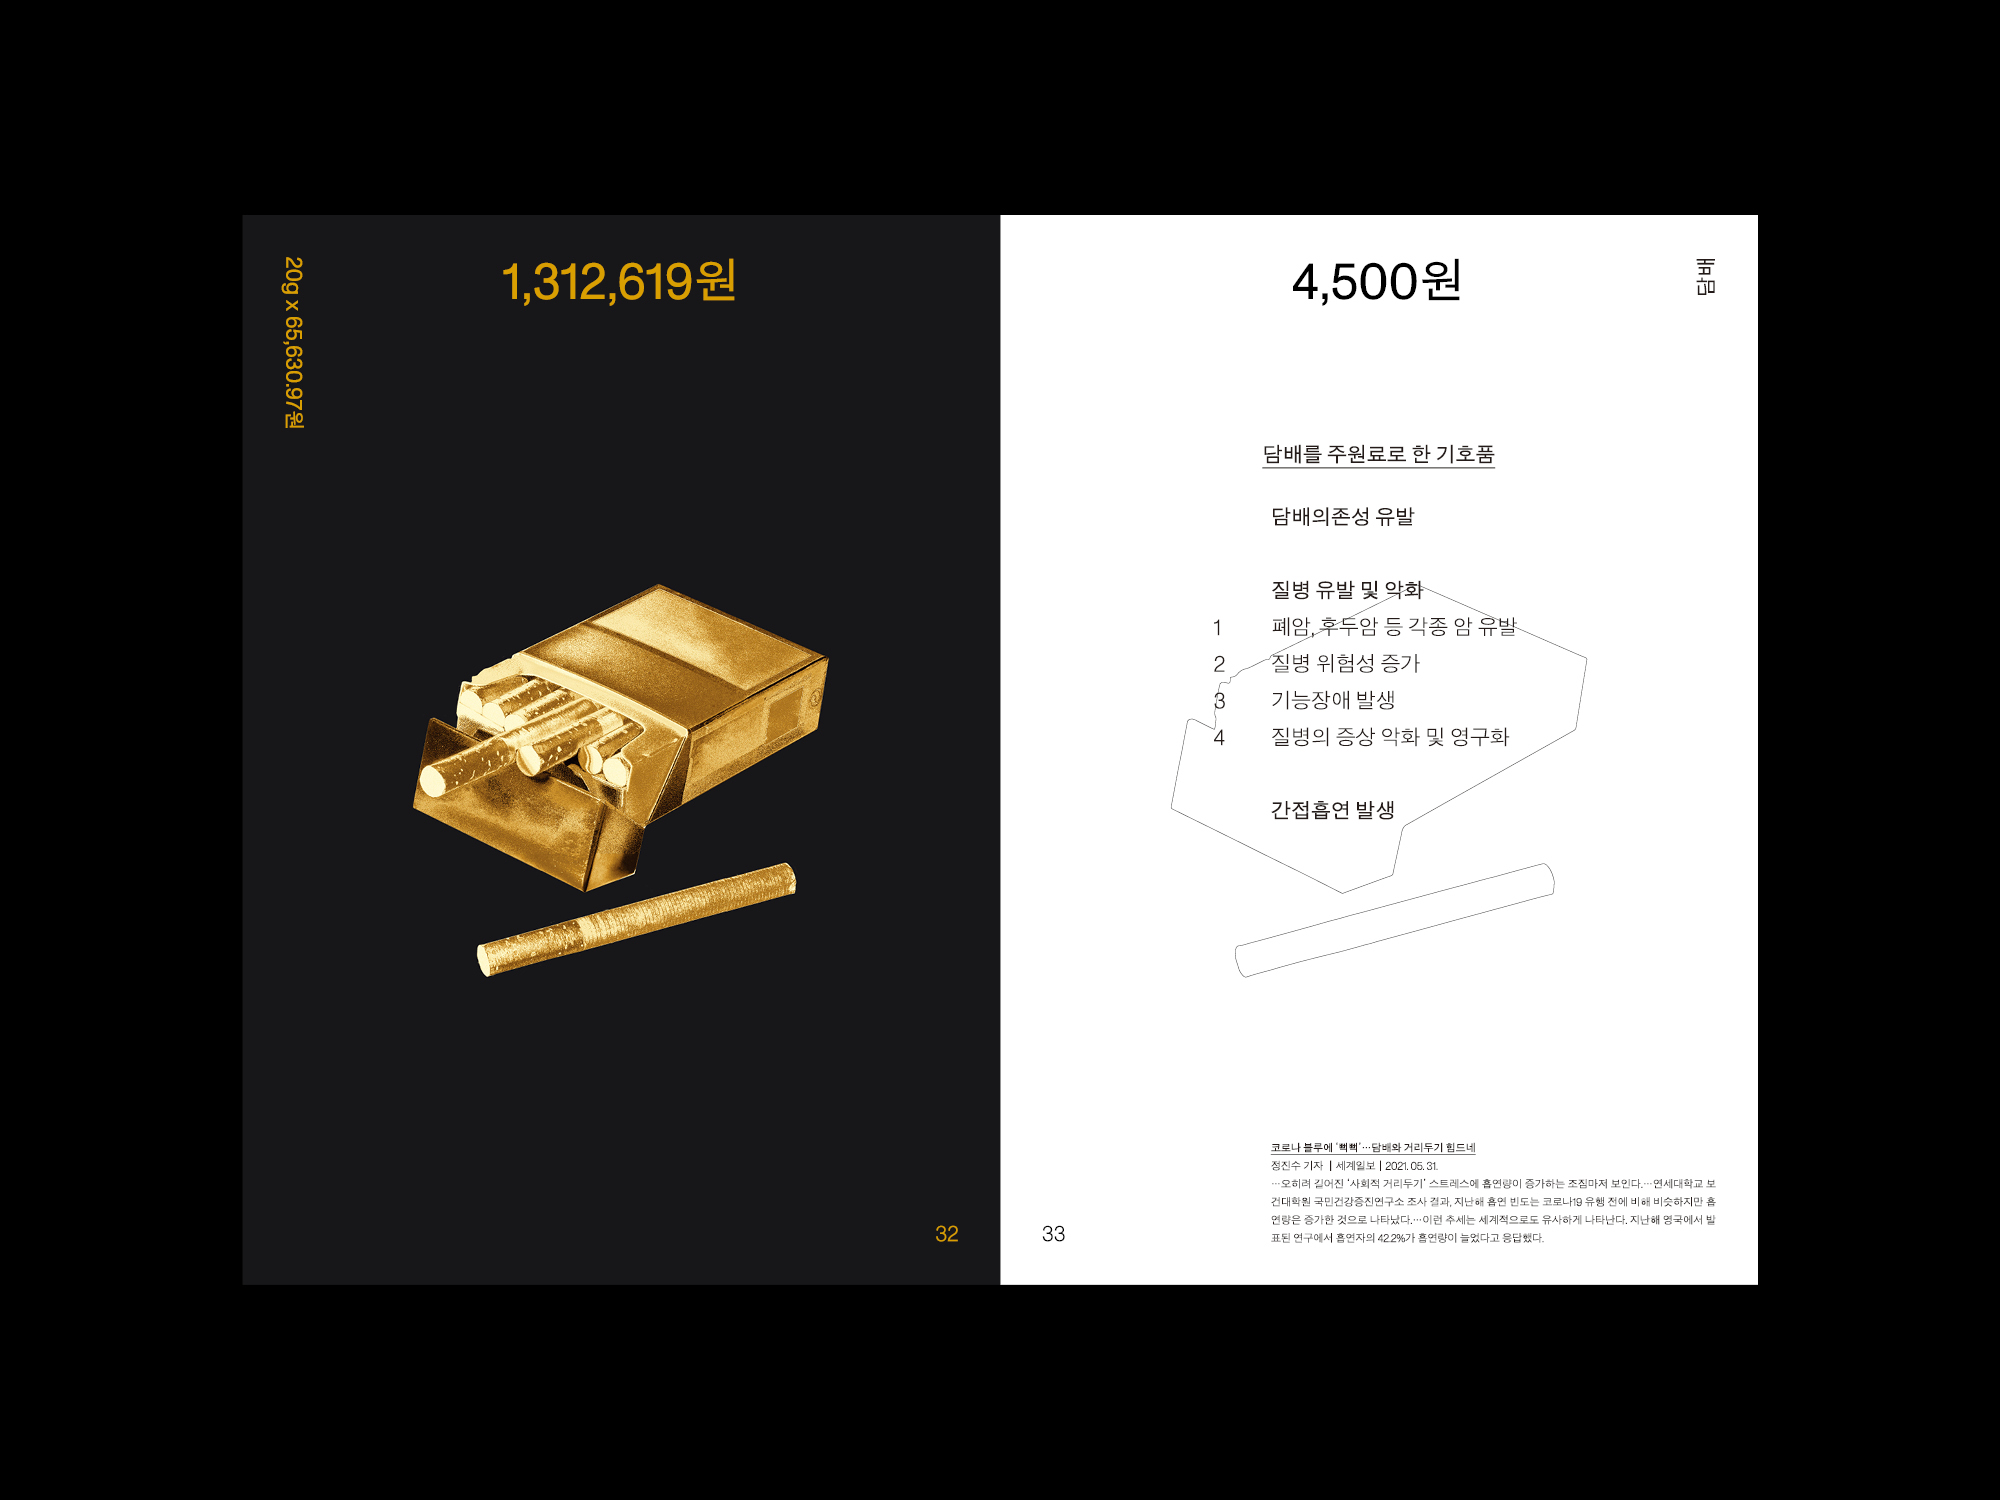 1,312,619원
20g x 65,630.97원
32
4,500원
담배
담배를 주원료로 한 기호품
담배의존성 유발
질병 유발 및 악화
1 폐암, 후두암 등 각종 암 유발
2 질병 위험성 증가
3 기능장애 발생
4 질병의 증상 악화 및 영구화
간접흡연 발생
코로나 블루에 ‘뻑뻑’…담배와 거리두기 힘드네
정진수 기자 | 세계일보 | 2021. 05. 31.
…오히려 길어진 ‘사회적 거리두기’ 스트레스에 흡연량이 증가하는 조짐마저 보인다.…연세대학교 보
건대학원 국민건강증진연구소 조사 결과, 지난해 흡연 빈도는 코로나19 유행 전에 비해 비슷하지만 흡
연량은 증가한 것으로 나타났다.…이런 추세는 세계적으로도 유사하게 나타난다. 지난해 영국에서 발
표된 연구에서 흡연자의 42.2%가 흡연량이 늘었다고 응답했다.
33